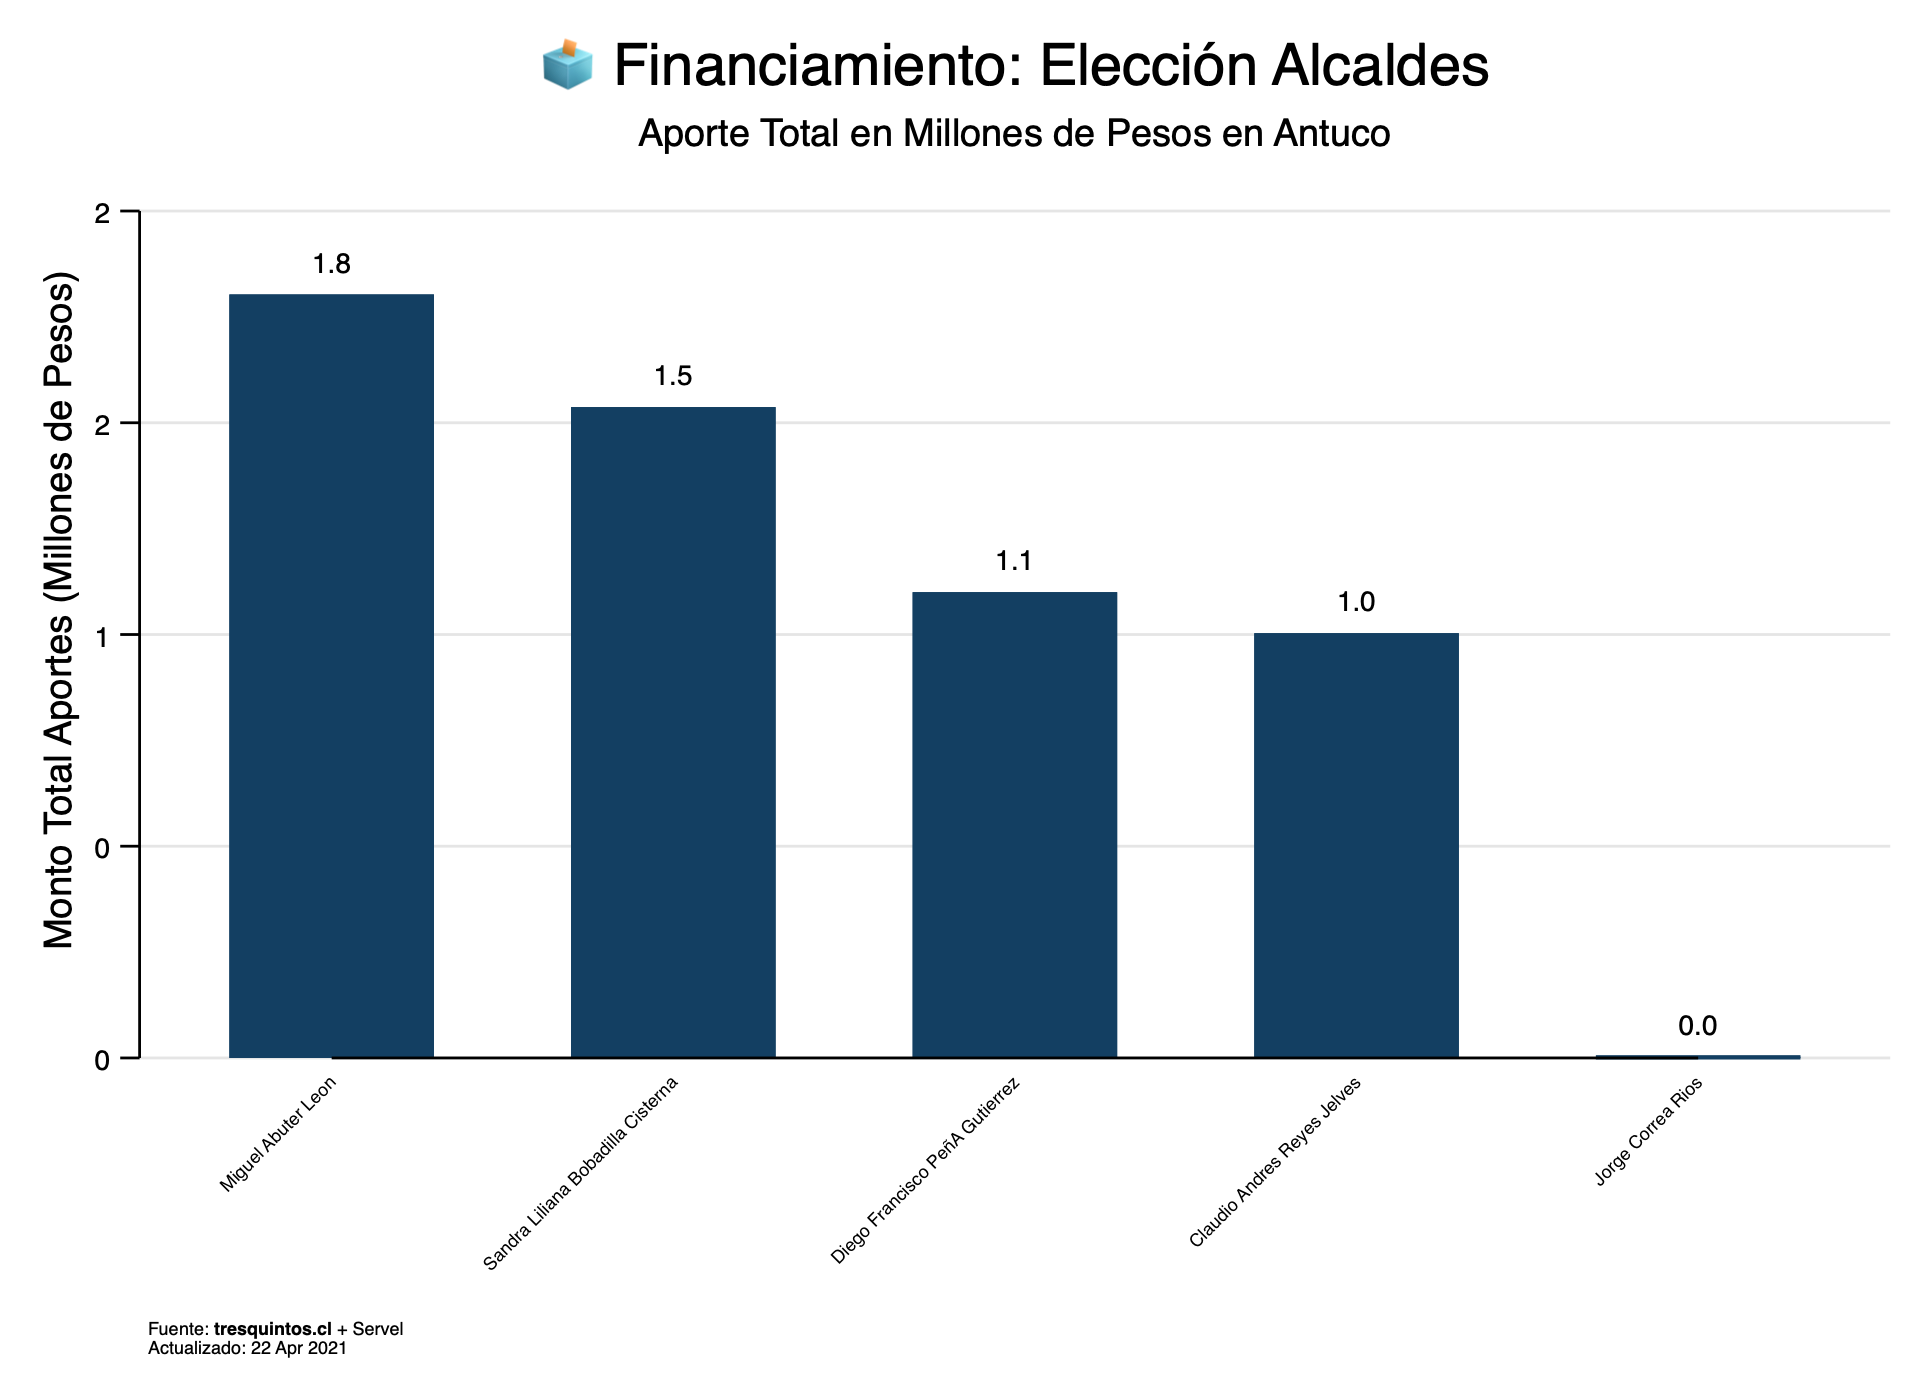 Financiamiento: Elección Alcaldes
Aporte Total en Millones de Pesos en Antuco
Monto Total Aportes (Millones de Pesos)
2
2
1
0
0
1.8
1.5
1.1
1.0
0.0
Miguel Abuter Leon
Sandra Liliana Bobadilla Cisterna
Diego Francisco PeñA Gutierrez
Claudio Andres Reyes Jelves
Jorge Correa Rios
Fuente: tresquintos.cl + Servel
Actualizado: 22 Apr 2021